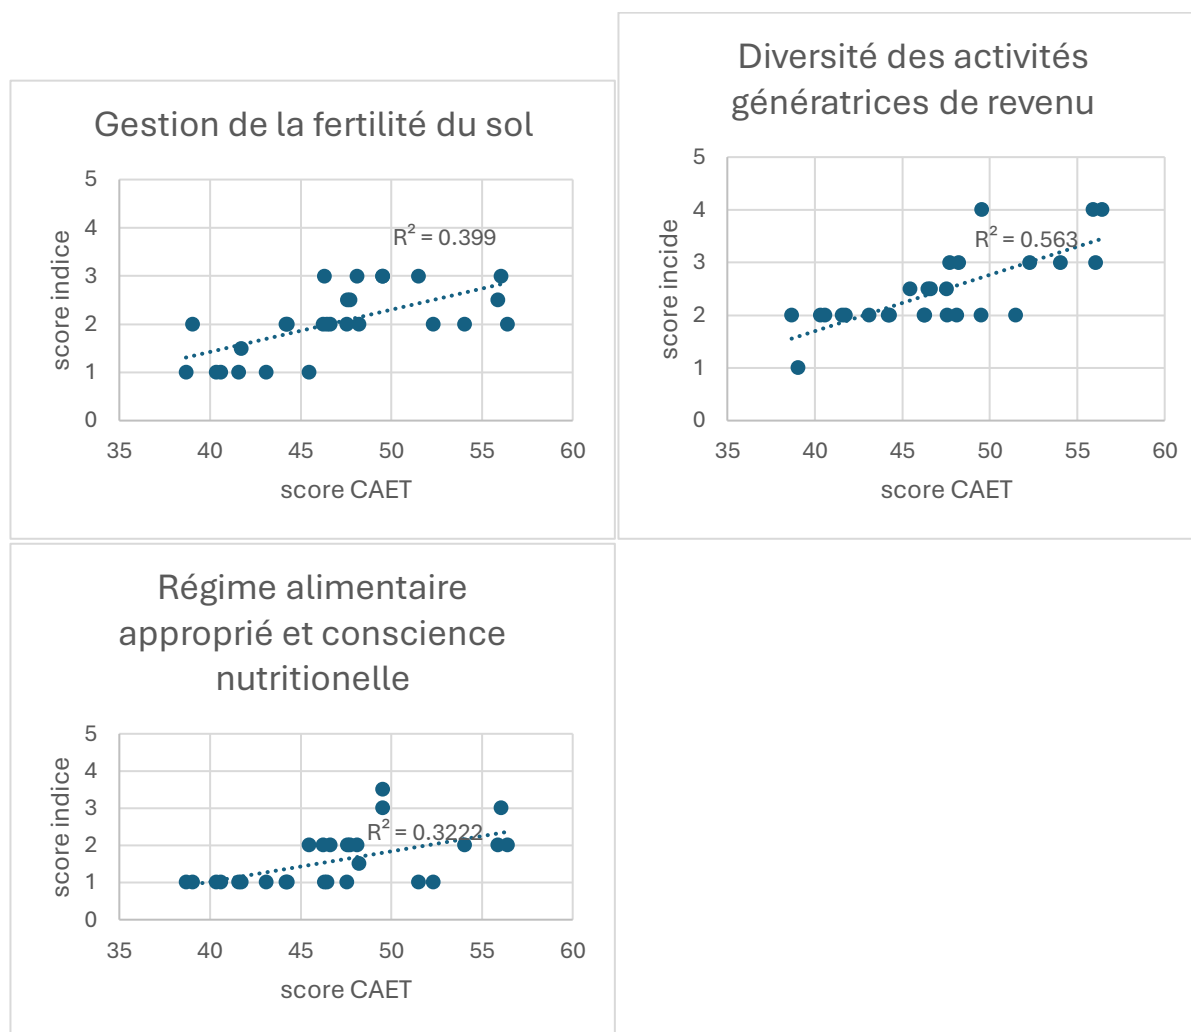 Gestion de la fertilité du sol
5
4
3
2
1
0
35 40 45 50 55 60
score indice
score CAET
R² = 0.399
Diversité des activités
génératrices de revenu
5
4
3
2
1
0
35 40 45 50 55 60
score incide
score CAET
R² = 0.563
Régime alimentaire
approprié et conscience
nutritionelle
5
4
3
2
1
0
35 40 45 50 55 60
score indice
score CAET
R² = 0.3222